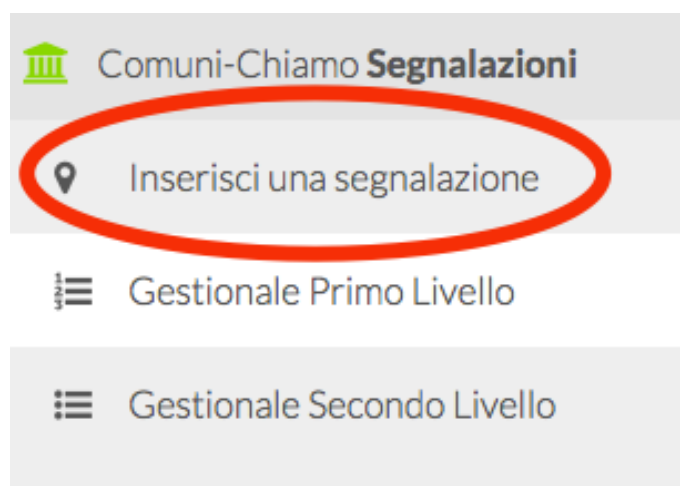 Comuni-Chiamo Segnalazioni
Inserisci una segnalazione
Gestionale Primo Livello
Gestionale Secondo Livello